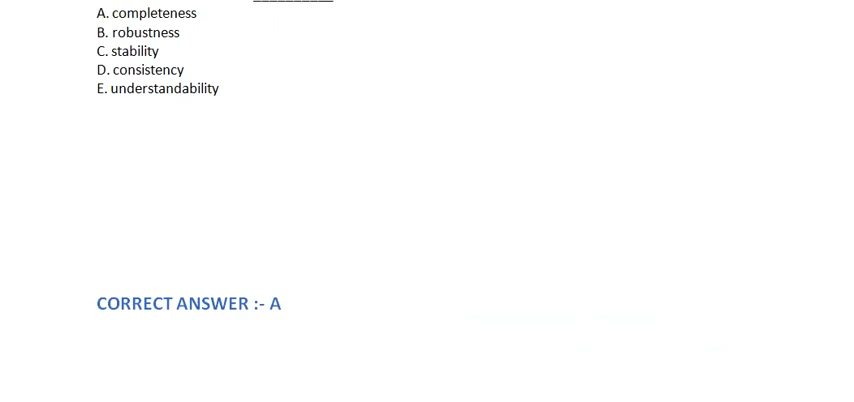 A. completeness
B. robustness
C. stability
D. consistency
E. understandability
CORRECT ANSWER :- A